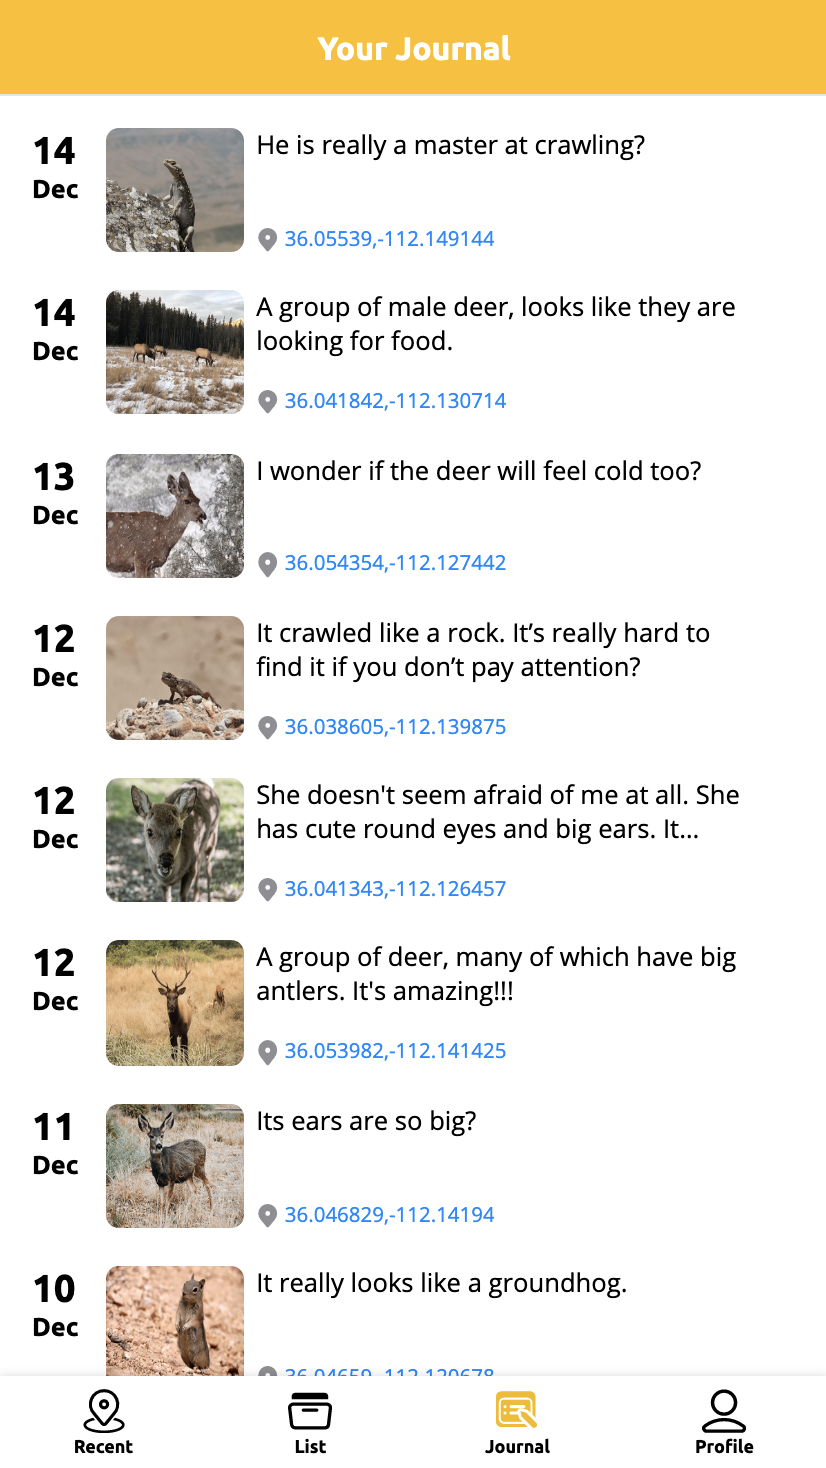 Your Journal
14
Dec
He is really a master at crawling?
36.05539,-112.149144
14
Dec
A group of male deer, looks like they are
looking for food.
36.041842,-112.130714
13
Dec
I wonder if the deer will feel cold too?
36.054354,-112.127442
12
Dec
It crawled like a rock. It’s really hard to
find it if you don’t pay attention?
36.038605,-112.139875
12
Dec
She doesn't seem afraid of me at all. She
has cute round eyes and big ears. It...
36.041343,-112.126457
12
Dec
A group of deer, many of which have big
antlers. It's amazing!!!
36.053982,-112.141425
11
Dec
Its ears are so big?
36.046829,-112.14194
10
Dec
It really looks like a groundhog.
Recent
List
Journal
Profile